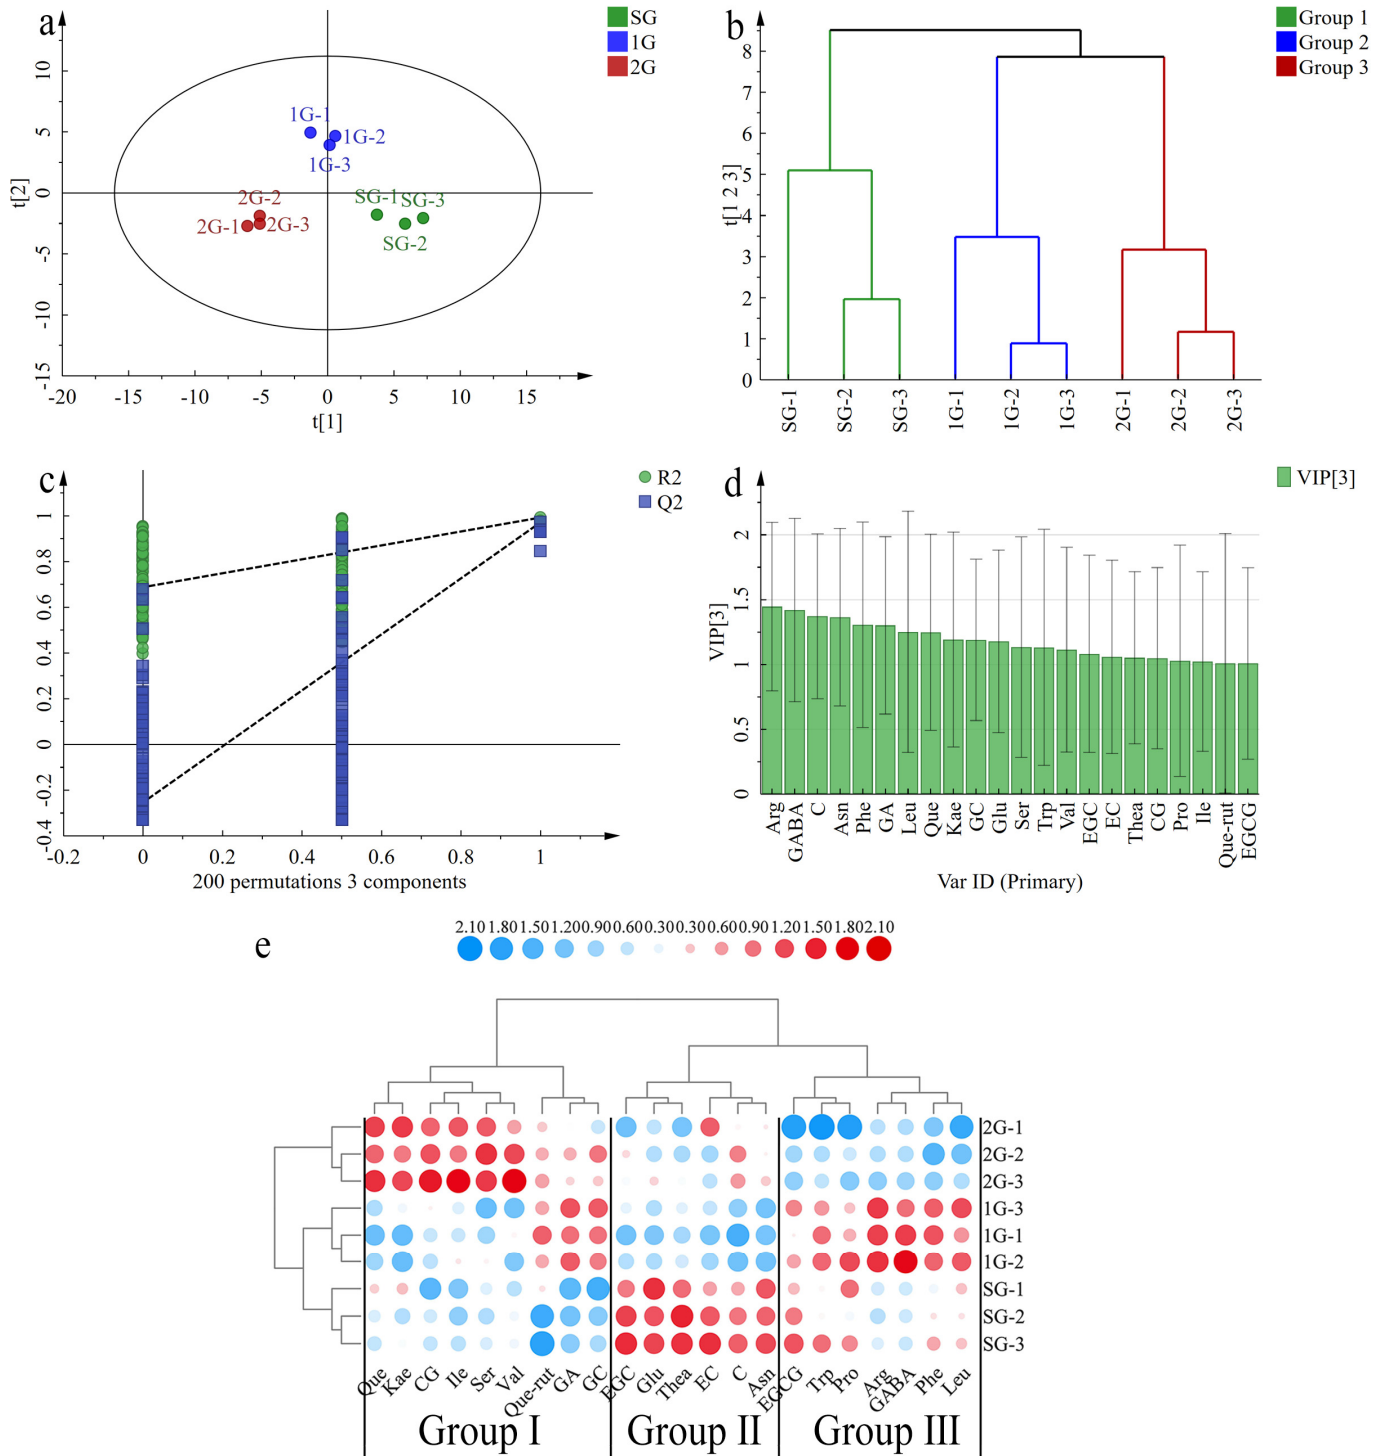 a
SG
1G
2G
t[2]
10
5
0
-5
-10
-15
1G-1
1G-2
1G-3
2G-2
2G-1
2G-3
SG-1
SG-3
SG-2
-20
-15
-10
-5
0
5
10
15
t[1]
b
Group 1
Group 2
Group 3
t[1 2 3]
8
7
6
5
4
3
2
1
0
SG-1
SG-2
SG-3
1G-1
1G-2
1G-3
2G-1
2G-2
2G-3
c
R2
Q2
1
0.8
0.6
0.4
0.2
0
-0.2
-0.4
-0.2
0
0.2
0.4
0.6
0.8
1
200 permutations 3 components
d
VIP[3]
VIP[3]
2
1.5
1
0.5
0
Arg
GABA
C
Asn
Phe
GA
Leu
Que
Kae
GC
Glu
Ser
Trp
Val
EGC
EC
Thea
CG
Pro
Ile
Que-rut
EGCG
Var ID (Primary)
e
2.10 1.80 1.50 1.20 0.90 0.60 0.30 0.30 0.60 0.90 1.20 1.50 1.80 2.10
2G-1
2G-2
2G-3
1G-3
1G-1
1G-2
SG-1
SG-2
SG-3
Que
Kae
CG
Ile
Ser
Val
Que-rut
GA
GC
EGC
Glu
Thea
EC
C
Asn
EGCG
Trp
Pro
Arg
GABA
Phe
Leu
Group I
Group II
Group III